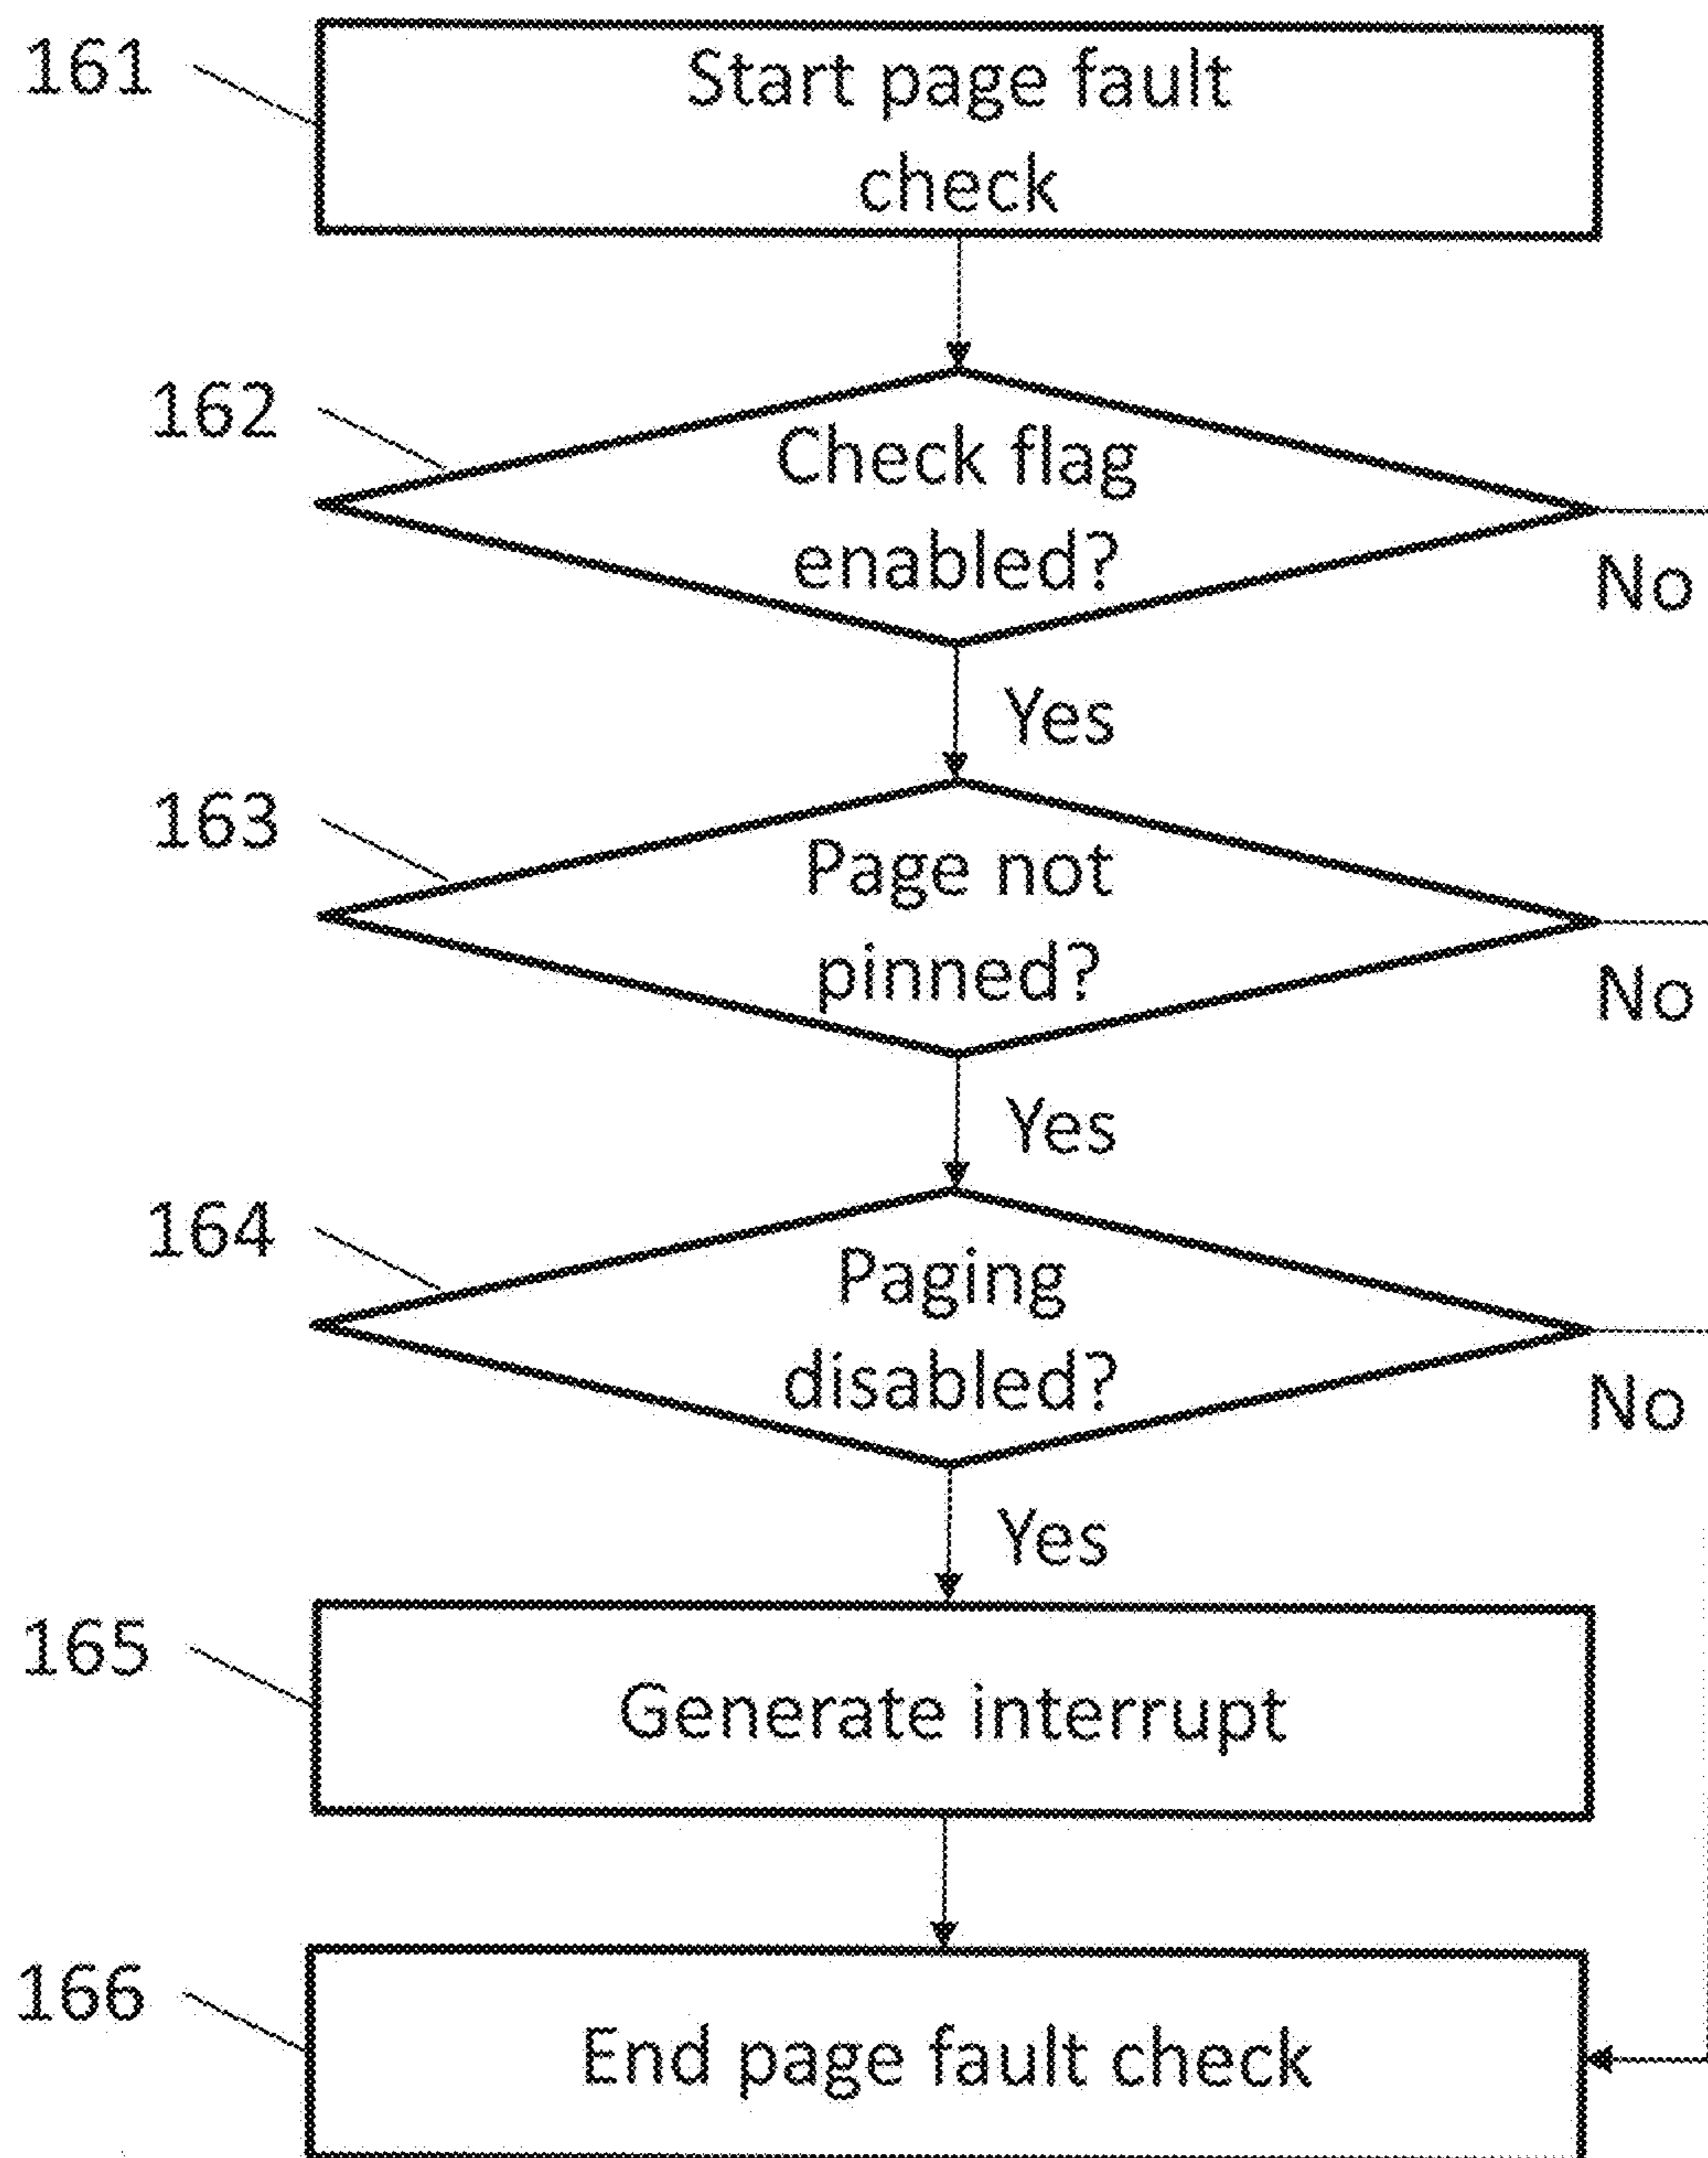 161
Start page fault
check
162
Check flag
enabled?
No
Yes
163
Page not
pinned?
No
Yes
164
Paging
disabled?
No
Yes
165
Generate interrupt
166
End page fault check